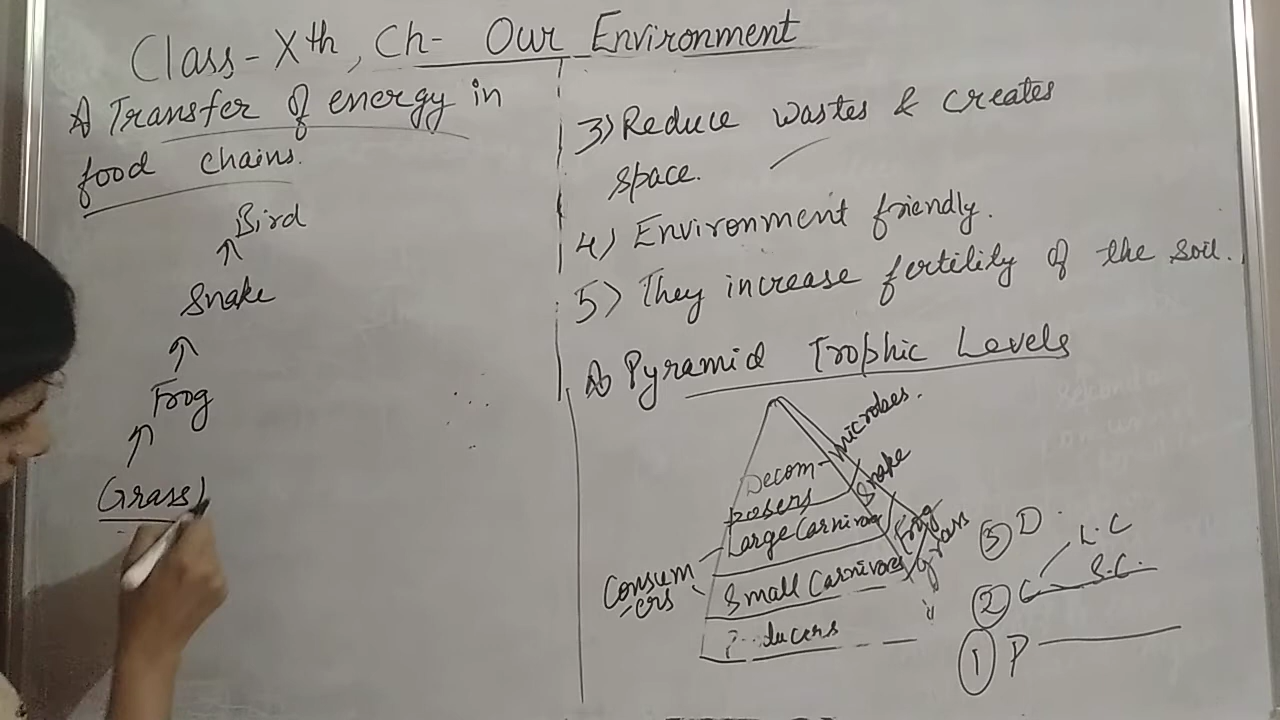 Class-Xth, Ch- Our Environment
A) Transfer of energy in
food chains.
Bird
Snake
Frog
Grass
3) Reduce wastes & creates
space.
4) Environment friendly.
5) They increase fertility of the soil.
A) Pyramid Trophic Levels
Decom-
posers
microbes.
Large Carnivores
Snake
Consum
-ers
Small Carnivores
Frog
Grass
3 D
L.C
2 C S.C.
1 P